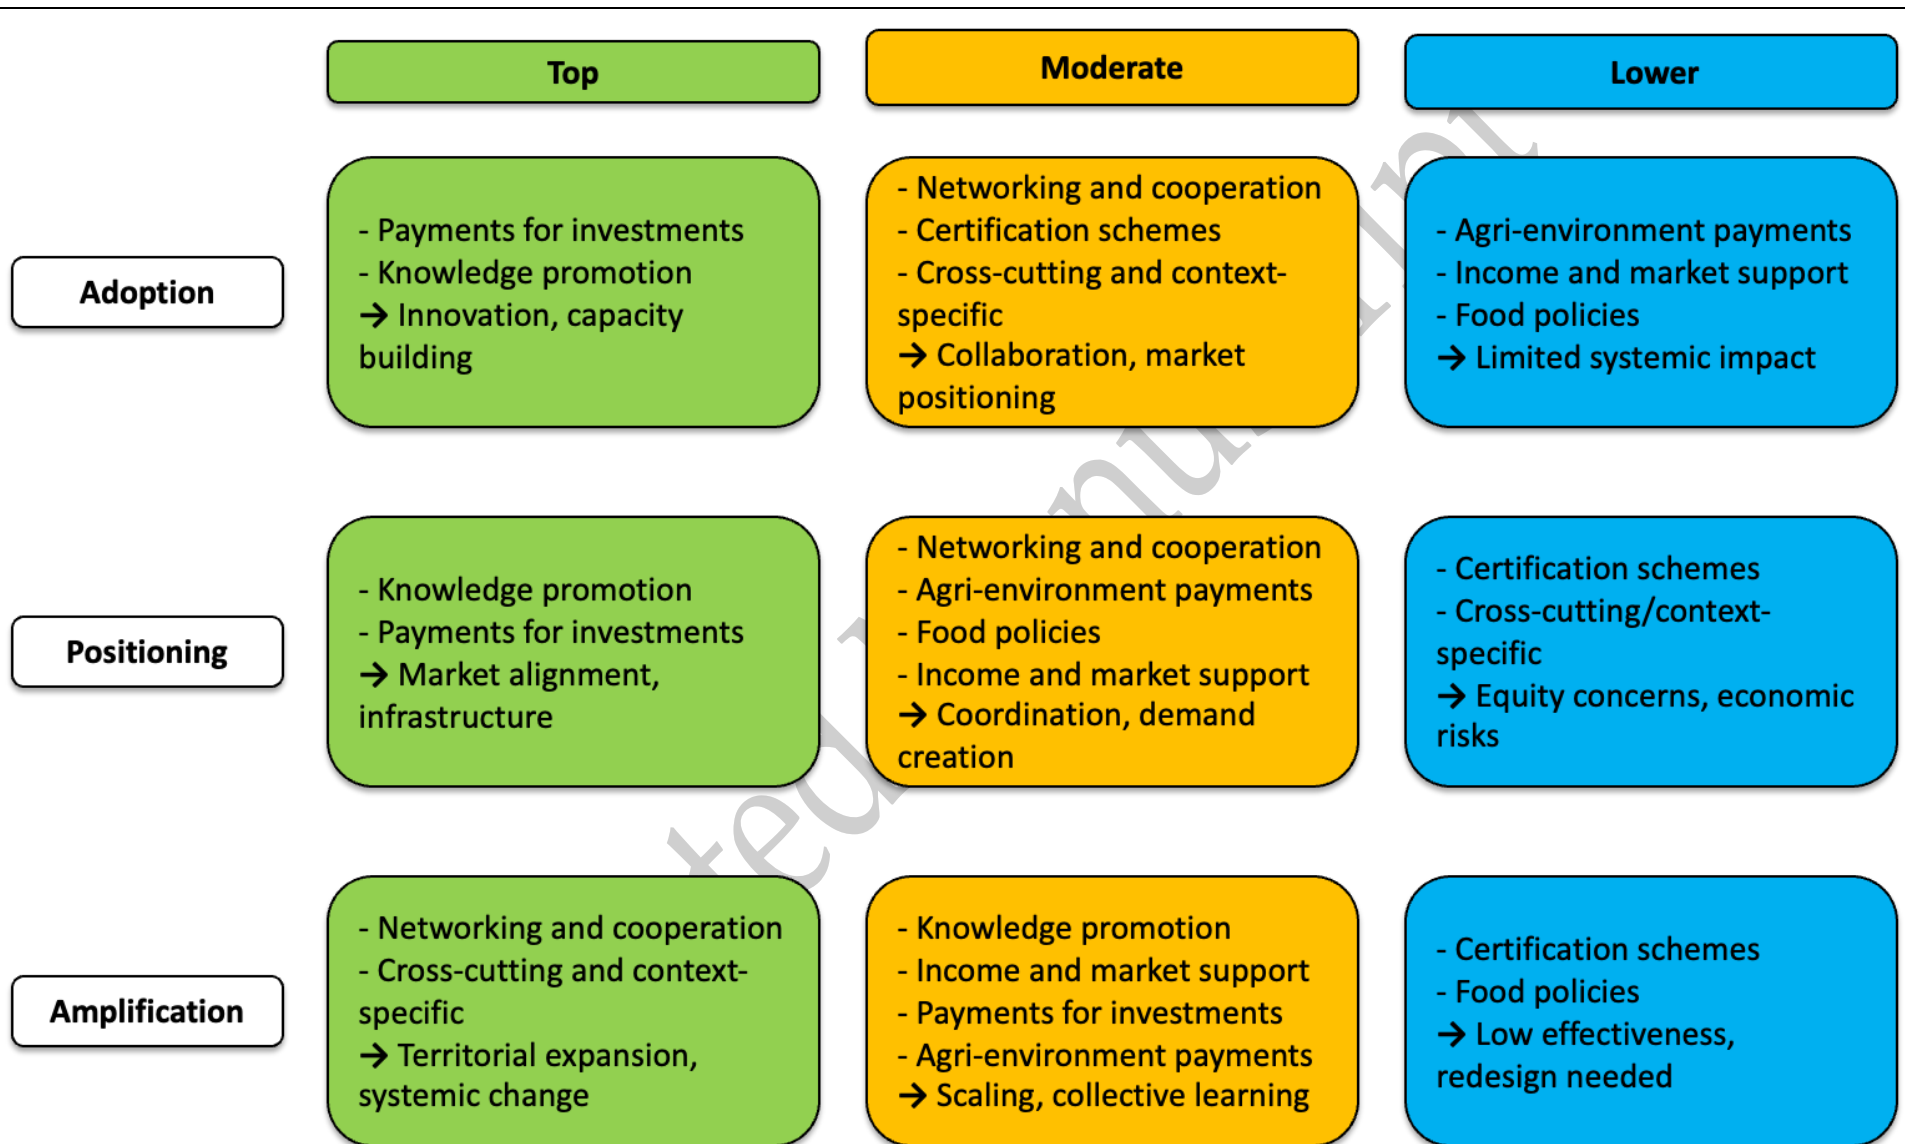 Top
Moderate
Lower
Adoption
- Payments for investments
- Knowledge promotion
→ Innovation, capacity
building
- Networking and cooperation
- Certification schemes
- Cross-cutting and context-
specific
→ Collaboration, market
positioning
- Agri-environment payments
- Income and market support
- Food policies
→ Limited systemic impact
Positioning
- Knowledge promotion
- Payments for investments
→ Market alignment,
infrastructure
- Networking and cooperation
- Agri-environment payments
- Food policies
- Income and market support
→ Coordination, demand
creation
- Certification schemes
- Cross-cutting/context-
specific
→ Equity concerns, economic
risks
Amplification
- Networking and cooperation
- Cross-cutting and context-
specific
→ Territorial expansion,
systemic change
- Knowledge promotion
- Income and market support
- Payments for investments
- Agri-environment payments
→ Scaling, collective learning
- Certification schemes
- Food policies
→ Low effectiveness,
redesign needed